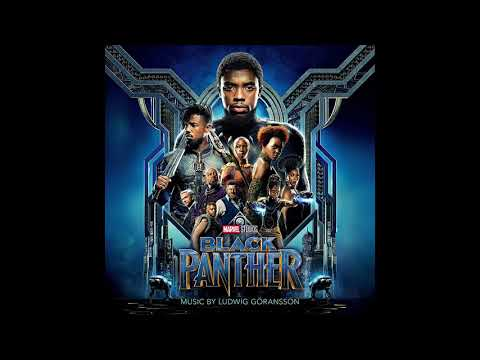 MARVEL STUDIOS
BLACK
PANTHER
MUSIC BY LUDWIG GÖRANSSON